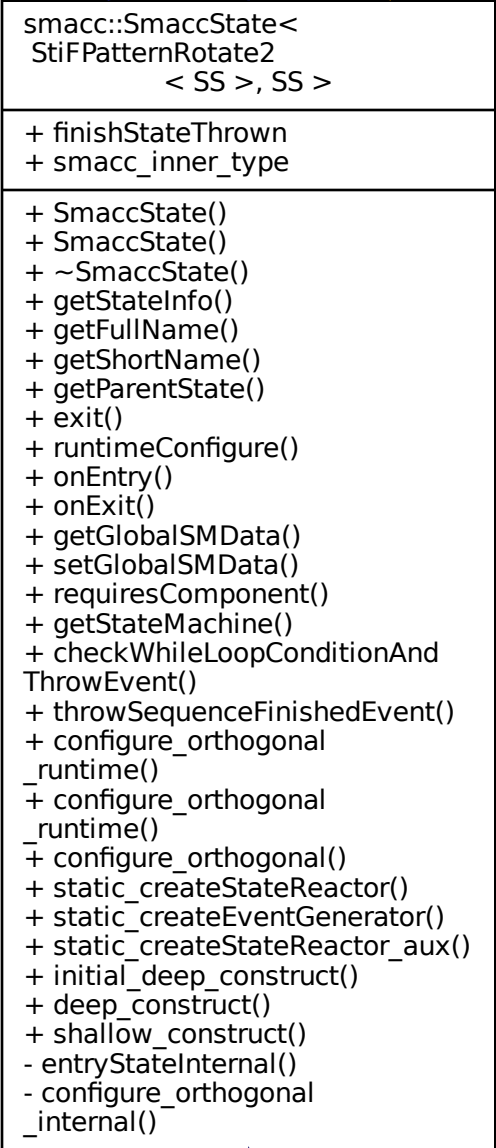 smacc::SmaccState<
StiFPatternRotate2
< SS >, SS >
+ finishStateThrown
+ smacc_inner_type
+ SmaccState()
+ SmaccState()
+ ~SmaccState()
+ getStateInfo()
+ getFullName()
+ getShortName()
+ getParentState()
+ exit()
+ runtimeConfigure()
+ onEntry()
+ onExit()
+ getGlobalSMData()
+ setGlobalSMData()
+ requiresComponent()
+ getStateMachine()
+ checkWhileLoopConditionAnd
ThrowEvent()
+ throwSequenceFinishedEvent()
+ configure_orthogonal
_runtime()
+ configure_orthogonal
_runtime()
+ configure_orthogonal()
+ static_createStateReactor()
+ static_createEventGenerator()
+ static_createStateReactor_aux()
+ initial_deep_construct()
+ deep_construct()
+ shallow_construct()
- entryStateInternal()
- configure_orthogonal
_internal()